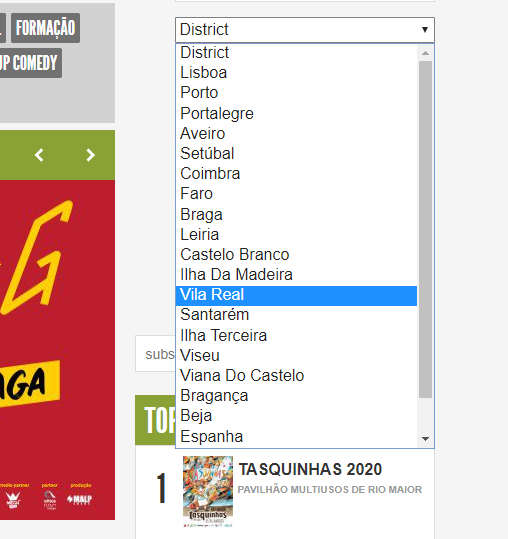 FORMAÇÃO
UP COMEDY
District
District
Lisboa
Porto
Portalegre
Aveiro
Setúbal
Coimbra
Faro
Braga
Leiria
Castelo Branco
Ilha Da Madeira
Vila Real
Santarém
Ilha Terceira
Viseu
Viana Do Castelo
Bragança
Beja
Espanha
G
AGA
media partner
partner
produção
MALP
subs
TOP
1
Tasquinhas
TASQUINHAS 2020
PAVILHÃO MULTIUSOS DE RIO MAIOR